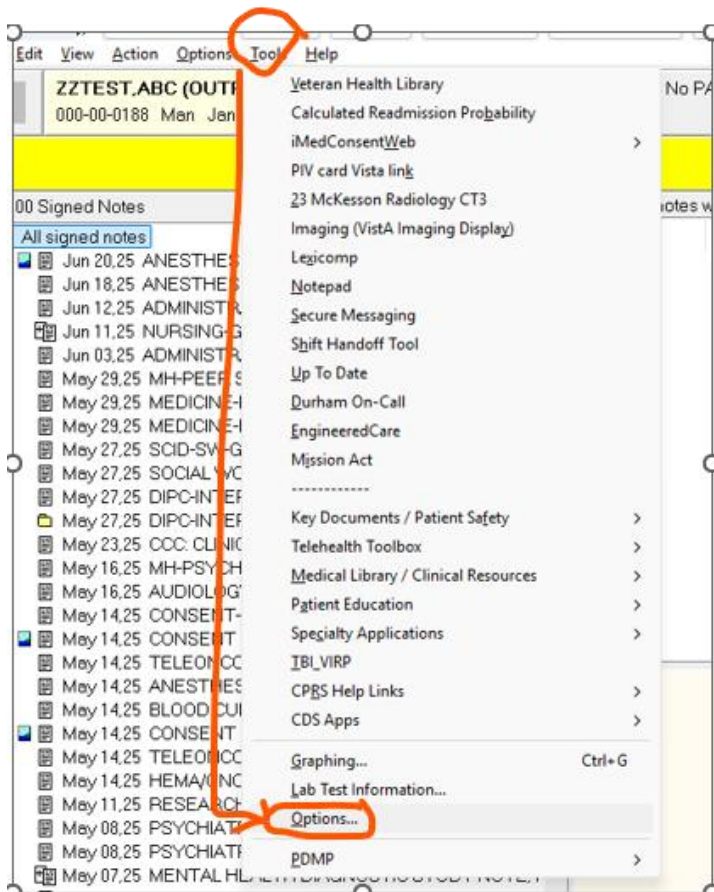 Edit View Action Options Tools Help
ZZTEST,ABC (OUTP
No PA
000-00-0188 Man Jan
00 Signed Notes
notes w
All signed notes
Jun 20,25 ANESTHES
Jun 18,25 ANESTHES
Jun 12,25 ADMINISTR
Jun 11,25 NURSING-G
Jun 03,25 ADMINISTRA
May 29,25 MH-PEER S
May 29,25 MEDICINE-
May 29,25 MEDICINE-
May 27,25 SCID-SW-G
May 27,25 SOCIAL WO
May 27,25 DIPC-INTER
May 27,25 DIPC-INTER
May 23,25 CCC: CLINIC
May 16,25 MH-PSYCH
May 16,25 AUDIOLOGY
May 14,25 CONSENT-
May 14,25 CONSENT
May 14,25 TELEONCO
May 14,25 ANESTHES
May 14,25 BLOOD CUL
May 14,25 CONSENT
May 14,25 TELEONCO
May 14,25 HEMA/ONC
May 11,25 RESEARCH
May 08,25 PSYCHIATR
May 08,25 PSYCHIATR
May 07,25 MENTAL HEALTH DIAGNOSTIC STUDY NOTE, I
Veteran Health Library
Calculated Readmission Probability
iMedConsentWeb >
PIV card Vista link
23 McKesson Radiology CT3
Imaging (VistA Imaging Display)
Lexicomp
Notepad
Secure Messaging
Shift Handoff Tool
Up To Date
Durham On-Call
EngineeredCare
Mission Act
------------
Key Documents / Patient Safety >
Telehealth Toolbox >
Medical Library / Clinical Resources >
Patient Education >
Specialty Applications >
TBI_VIRP
CPRS Help Links >
CDS Apps >
Graphing... Ctrl+G
Lab Test Information...
Options...
PDMP >